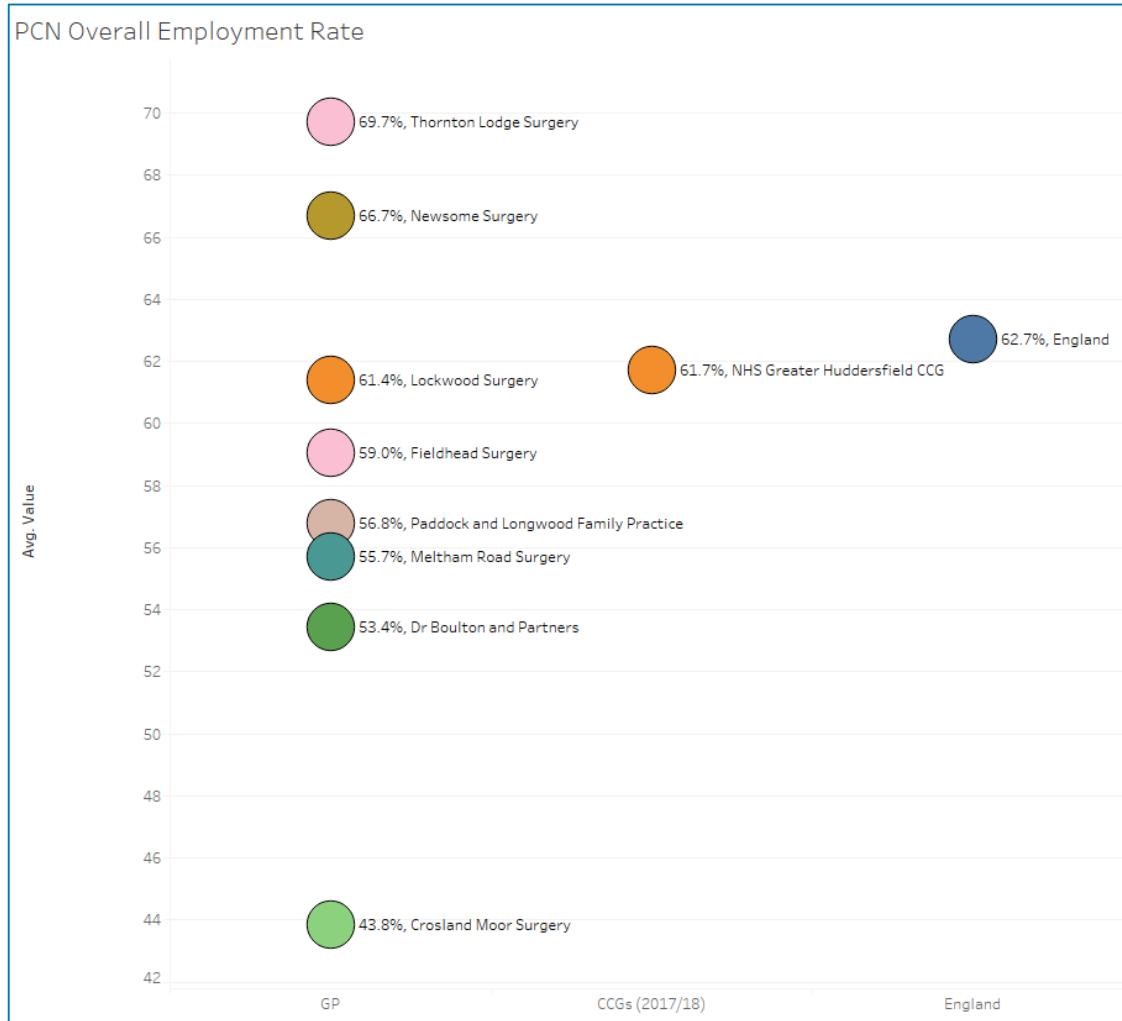 PCN Overall Employment Rate
Avg. Value
70
68
66
64
62
60
58
56
54
52
50
48
46
44
42
69.7%, Thornton Lodge Surgery
66.7%, Newsome Surgery
61.4%, Lockwood Surgery
59.0%, Fieldhead Surgery
56.8%, Paddock and Longwood Family Practice
55.7%, Meltham Road Surgery
53.4%, Dr Boulton and Partners
43.8%, Crosland Moor Surgery
61.7%, NHS Greater Huddersfield CCG
62.7%, England
GP
CCGs (2017/18)
England